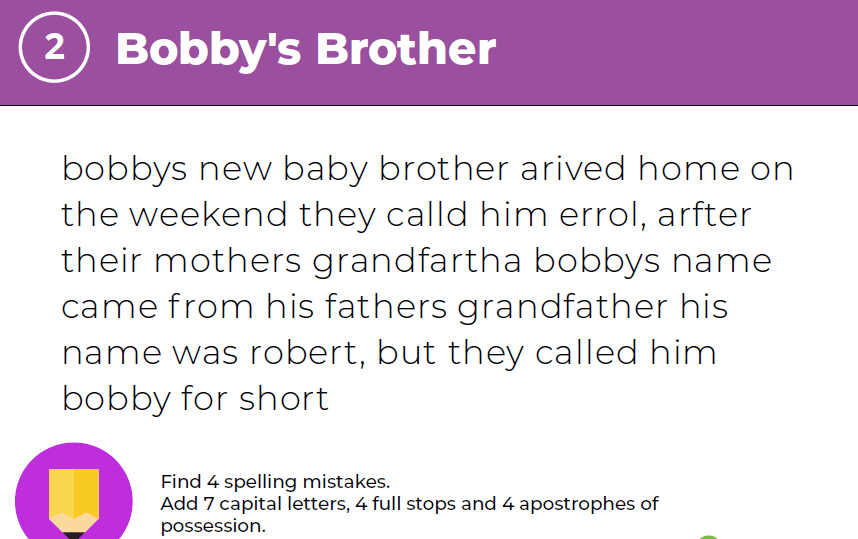 2
Bobby's Brother
bobbys new baby brother arived home on
the weekend they calld him errol, arfter
their mothers grandfartha bobbys name
came from his fathers grandfather his
name was robert, but they called him
bobby for short
Find 4 spelling mistakes.
Add 7 capital letters, 4 full stops and 4 apostrophes of
possession.